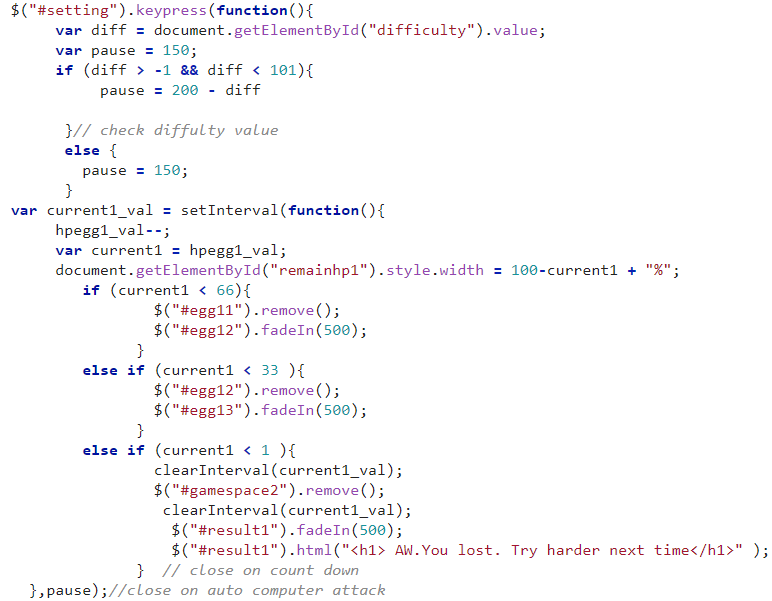 $("#setting").keypress(function(){
var diff = document.getElementById("difficulty").value;
var pause = 150;
if (diff > -1 && diff < 101){
pause = 200 - diff
}// check diffulty value
else {
pause = 150;
}
var current1_val = setInterval(function(){
hpegg1_val--;
var current1 = hpegg1_val;
document.getElementById("remainhp1").style.width = 100-current1 + "%";
if (current1 < 66){
$("#egg11").remove();
$("#egg12").fadeIn(500);
}
else if (current1 < 33 ){
$("#egg12").remove();
$("#egg13").fadeIn(500);
}
else if (current1 < 1 ){
clearInterval(current1_val);
$("#gamespace2").remove();
clearInterval(current1_val);
$("#result1").fadeIn(500);
$("#result1").html("<h1> AW.You lost. Try harder next time</h1>" );
} // close on count down
},pause);//close on auto computer attack